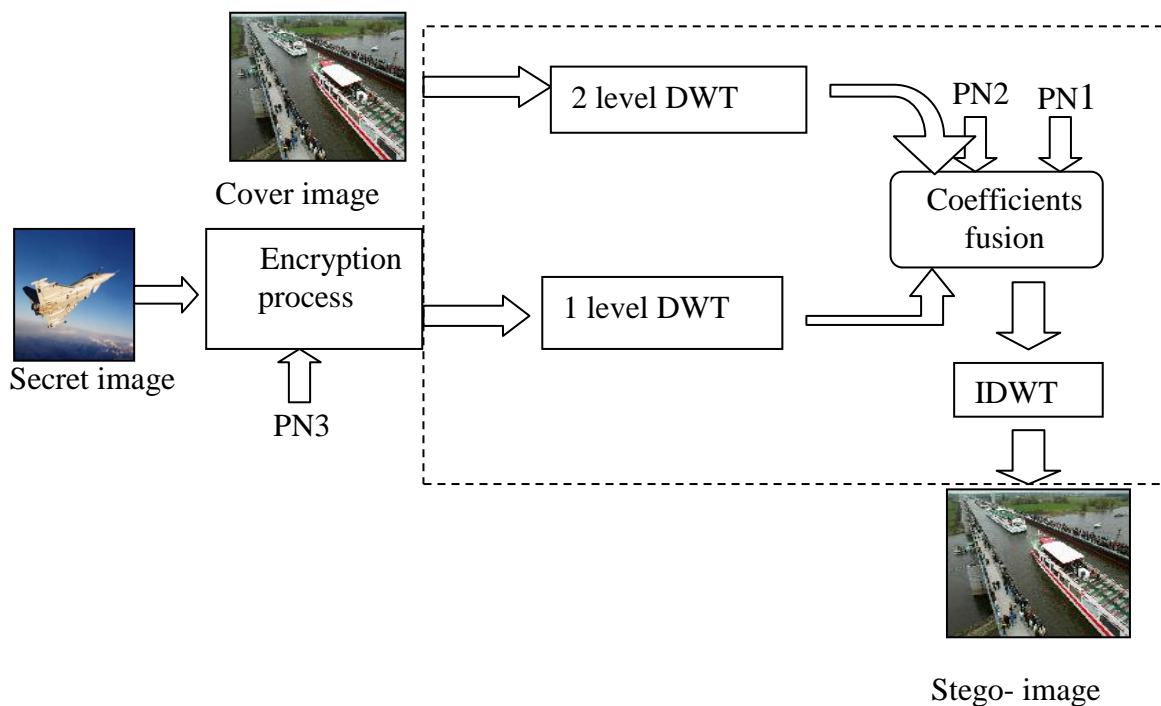 2 level DWT
PN2
PN1
Cover image
Coefficients
fusion
Encryption
process
1 level DWT
Secret image
PN3
IDWT
Stego- image